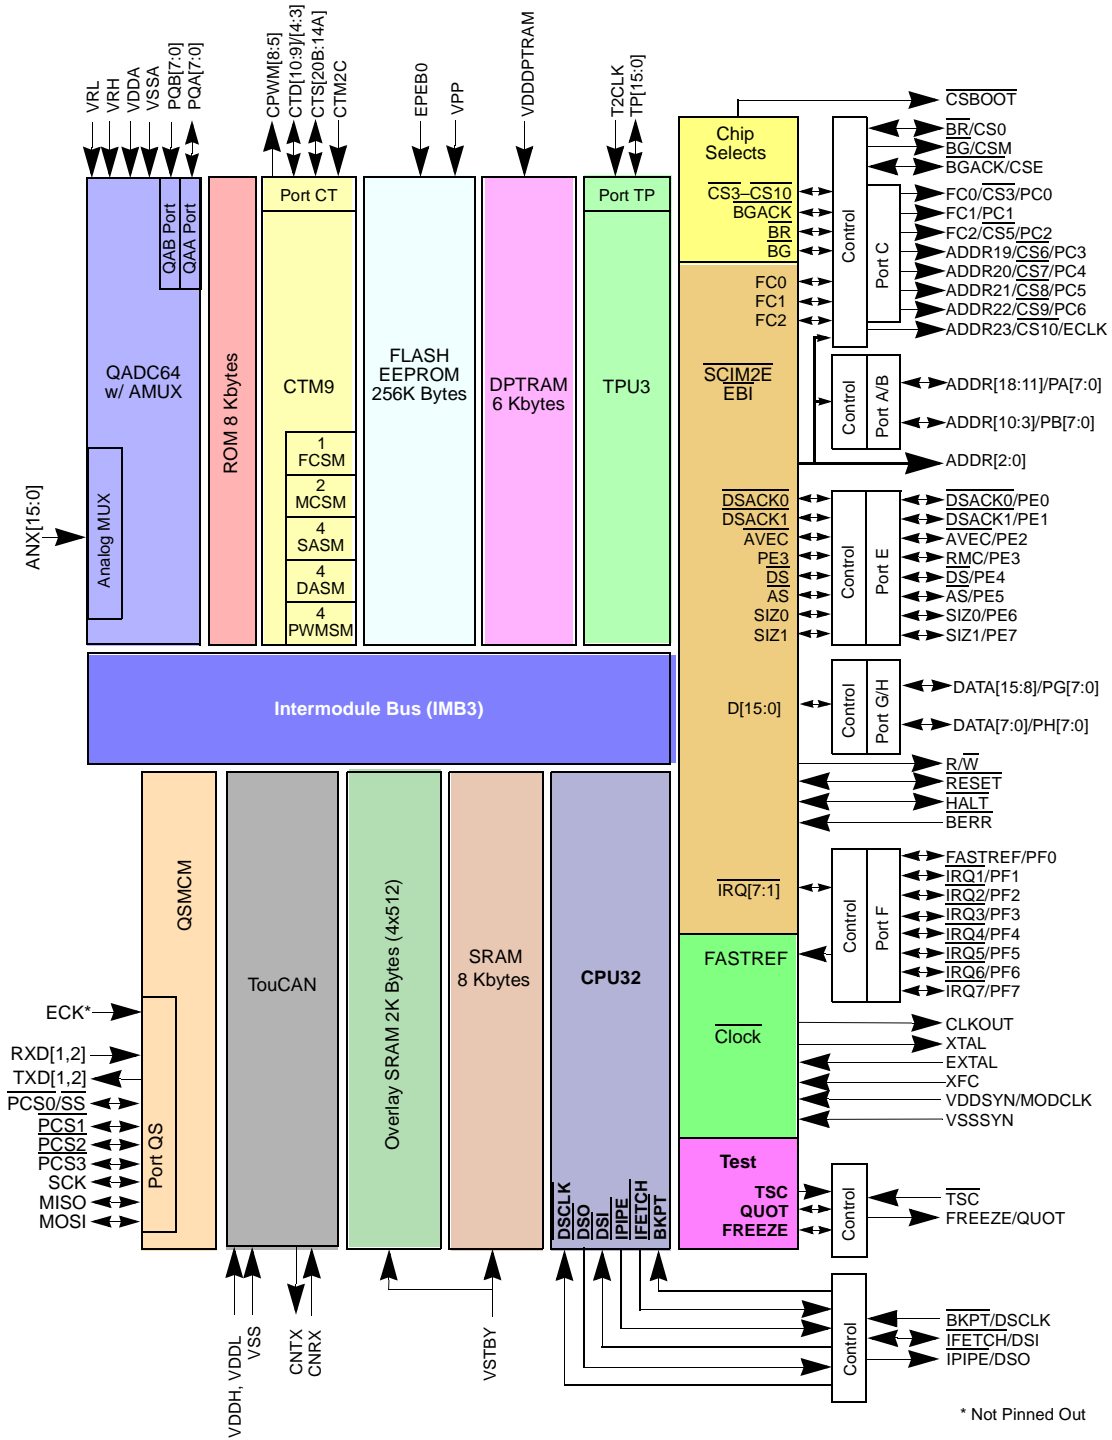 VRL
VRH
VDDA
VSSA
PQB[7:0]
PQA[7:0]
CPWM[8:5]
CTD[10:9]/[4:3]
CTS[20B:14A]
CTM2C
EPEB0
VPP
VDDDPTRAM
T2CLK
TP[15:0]
QAB Port
QAA Port
QADC64
w/ AMUX
Analog MUX
ANX[15:0]
ROM 8 Kbytes
Port CT
CTM9
1
FCSM
2
MCSM
4
SASM
4
DASM
4
PWMSM
FLASH
EEPROM
256K Bytes
DPTRAM
6 Kbytes
Port TP
TPU3
Chip
Selects
CS3–CS10
BGACK
BR
BG
FC0
FC1
FC2
SCIM2E
EBI
DSACK0
DSACK1
AVEC
PE3
DS
AS
SIZ0
SIZ1
D[15:0]
IRQ[7:1]
FASTREF
Clock
Test
TSC
QUOT
FREEZE
Control
Port C
Control
Port A/B
Control
Port E
Control
Port G/H
Control
Port F
Control
Control
CSBOOT
BR/CS0
BG/CSM
BGACK/CSE
FC0/CS3/PC0
FC1/PC1
FC2/CS5/PC2
ADDR19/CS6/PC3
ADDR20/CS7/PC4
ADDR21/CS8/PC5
ADDR22/CS9/PC6
ADDR23/CS10/ECLK
ADDR[18:11]/PA[7:0]
ADDR[10:3]/PB[7:0]
ADDR[2:0]
DSACK0/PE0
DSACK1/PE1
AVEC/PE2
RMC/PE3
DS/PE4
AS/PE5
SIZ0/PE6
SIZ1/PE7
DATA[15:8]/PG[7:0]
DATA[7:0]/PH[7:0]
R/W
RESET
HALT
BERR
FASTREF/PF0
IRQ1/PF1
IRQ2/PF2
IRQ3/PF3
IRQ4/PF4
IRQ5/PF5
IRQ6/PF6
IRQ7/PF7
CLKOUT
XTAL
EXTAL
XFC
VDDSYN/MODCLK
VSSSYN
TSC
FREEZE/QUOT
BKPT/DSCLK
IFETCH/DSI
IPIPE/DSO
Intermodule Bus (IMB3)
QSMCM
Port QS
ECK*
RXD[1,2]
TXD[1,2]
PCS0/SS
PCS1
PCS2
PCS3
SCK
MISO
MOSI
TouCAN
Overlay SRAM 2K Bytes (4x512)
SRAM
8 Kbytes
CPU32
DSCLK
DSO
DSI
IPIPE
IFETCH
BKPT
VDDH, VDDL
VSS
CNTX
CNRX
VSTBY
* Not Pinned Out